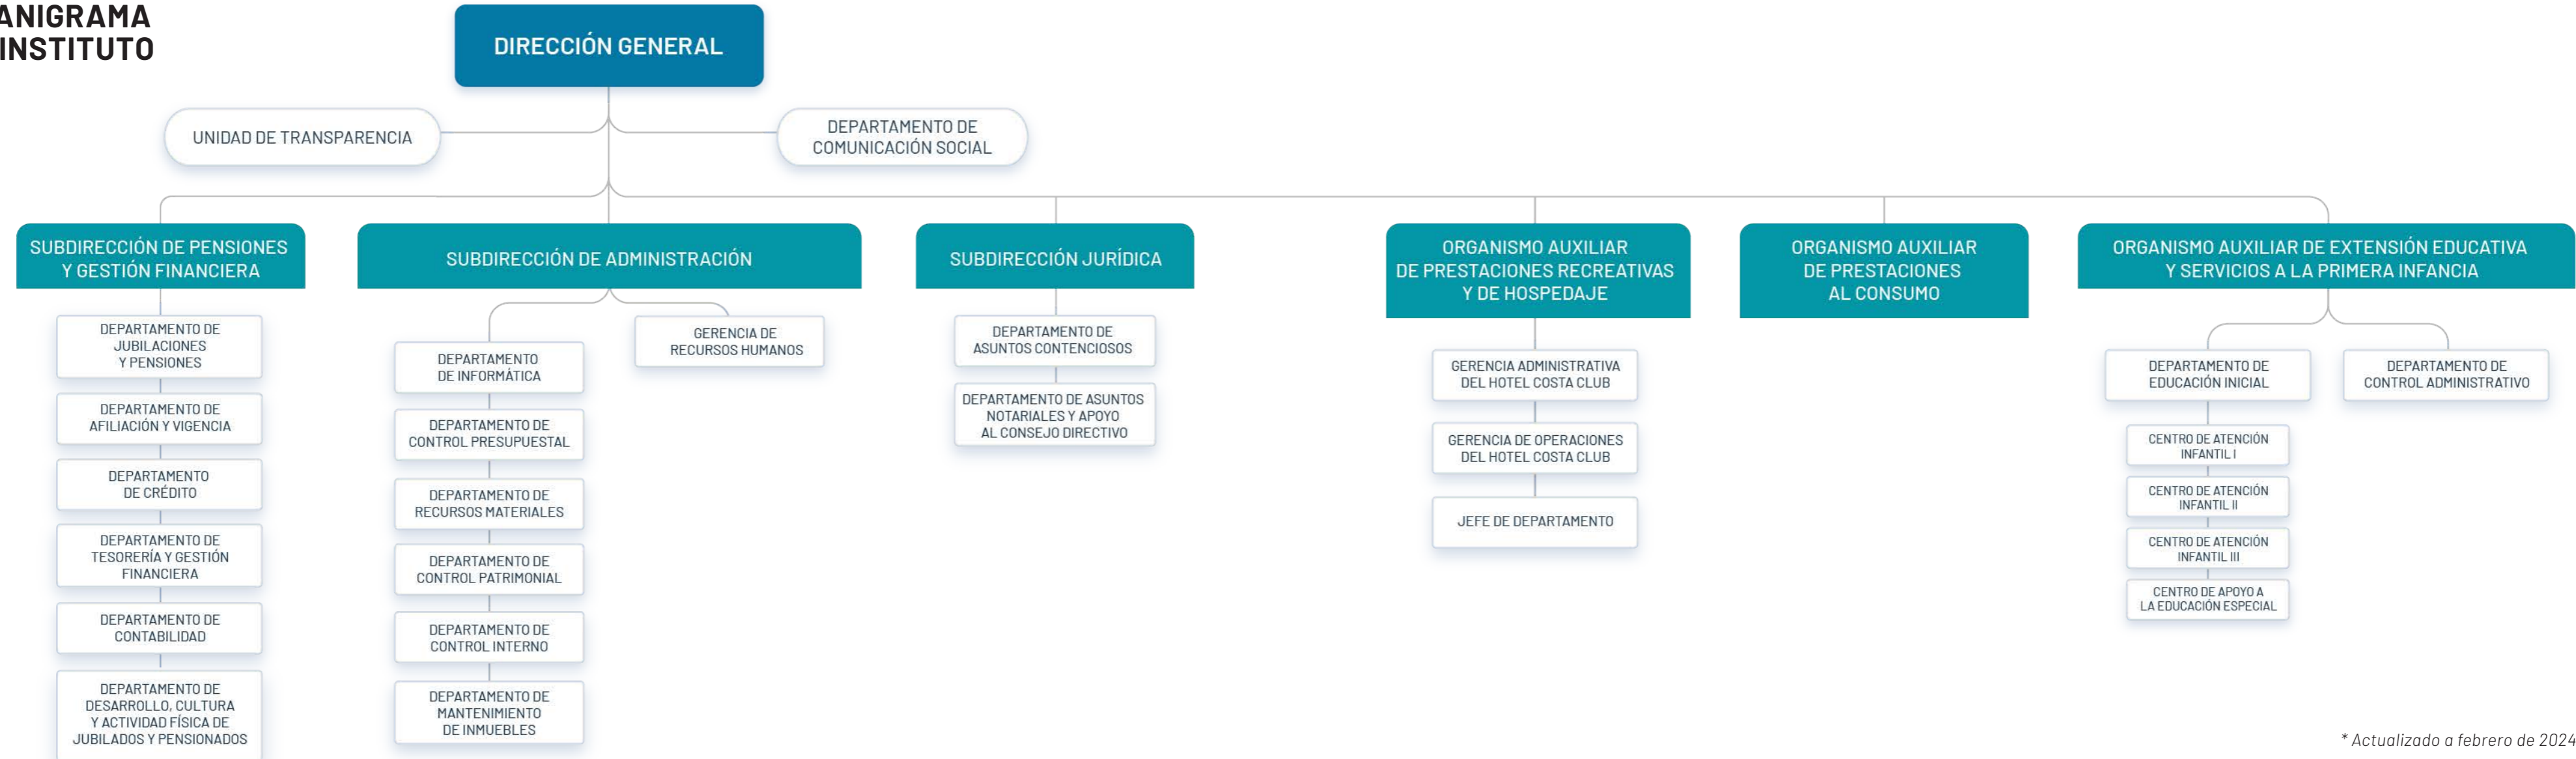 ANIGRAMA
INSTITUTO
DIRECCIÓN GENERAL
UNIDAD DE TRANSPARENCIA
DEPARTAMENTO DE
COMUNICACIÓN SOCIAL
SUBDIRECCIÓN DE PENSIONES
Y GESTIÓN FINANCIERA
DEPARTAMENTO DE
JUBILACIONES
Y PENSIONES
DEPARTAMENTO DE
AFILIACIÓN Y VIGENCIA
DEPARTAMENTO
DE CRÉDITO
DEPARTAMENTO DE
TESORERÍA Y GESTIÓN
FINANCIERA
DEPARTAMENTO DE
CONTABILIDAD
DEPARTAMENTO DE
DESARROLLO, CULTURA
Y ACTIVIDAD FÍSICA DE
JUBILADOS Y PENSIONADOS
SUBDIRECCIÓN DE ADMINISTRACIÓN
DEPARTAMENTO
DE INFORMÁTICA
DEPARTAMENTO DE
CONTROL PRESUPUESTAL
DEPARTAMENTO DE
RECURSOS MATERIALES
DEPARTAMENTO DE
CONTROL PATRIMONIAL
DEPARTAMENTO DE
CONTROL INTERNO
DEPARTAMENTO DE
MANTENIMIENTO
DE INMUEBLES
GERENCIA DE
RECURSOS HUMANOS
SUBDIRECCIÓN JURÍDICA
DEPARTAMENTO DE
ASUNTOS CONTENCIOSOS
DEPARTAMENTO DE ASUNTOS
NOTARIALES Y APOYO
AL CONSEJO DIRECTIVO
ORGANISMO AUXILIAR
DE PRESTACIONES RECREATIVAS
Y DE HOSPEDAJE
GERENCIA ADMINISTRATIVA
DEL HOTEL COSTA CLUB
GERENCIA DE OPERACIONES
DEL HOTEL COSTA CLUB
JEFE DE DEPARTAMENTO
ORGANISMO AUXILIAR
DE PRESTACIONES
AL CONSUMO
ORGANISMO AUXILIAR DE EXTENSIÓN EDUCATIVA
Y SERVICIOS A LA PRIMERA INFANCIA
DEPARTAMENTO DE
EDUCACIÓN INICIAL
CENTRO DE ATENCIÓN
INFANTIL I
CENTRO DE ATENCIÓN
INFANTIL II
CENTRO DE ATENCIÓN
INFANTIL III
CENTRO DE APOYO A
LA EDUCACIÓN ESPECIAL
DEPARTAMENTO DE
CONTROL ADMINISTRATIVO
* Actualizado a febrero de 2024